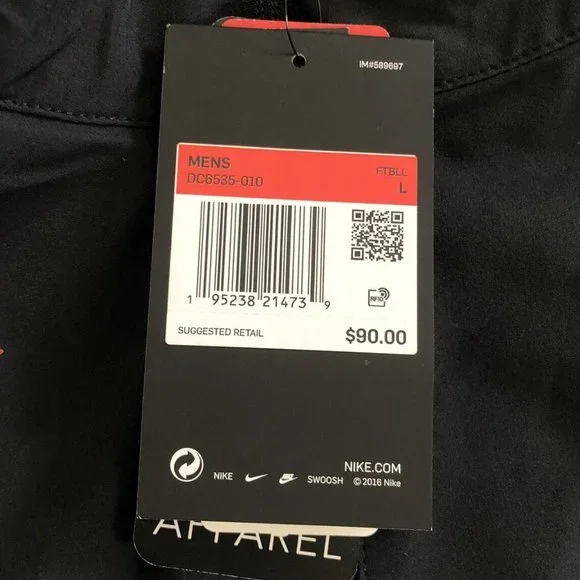 IM#589697
MENS FTBLL
DC6535-010 L
1 95238 21473 9
RFID
SUGGESTED RETAIL $90.00
NIKE.COM
NIKE SWOOSH © 2016 Nike
APPAREL